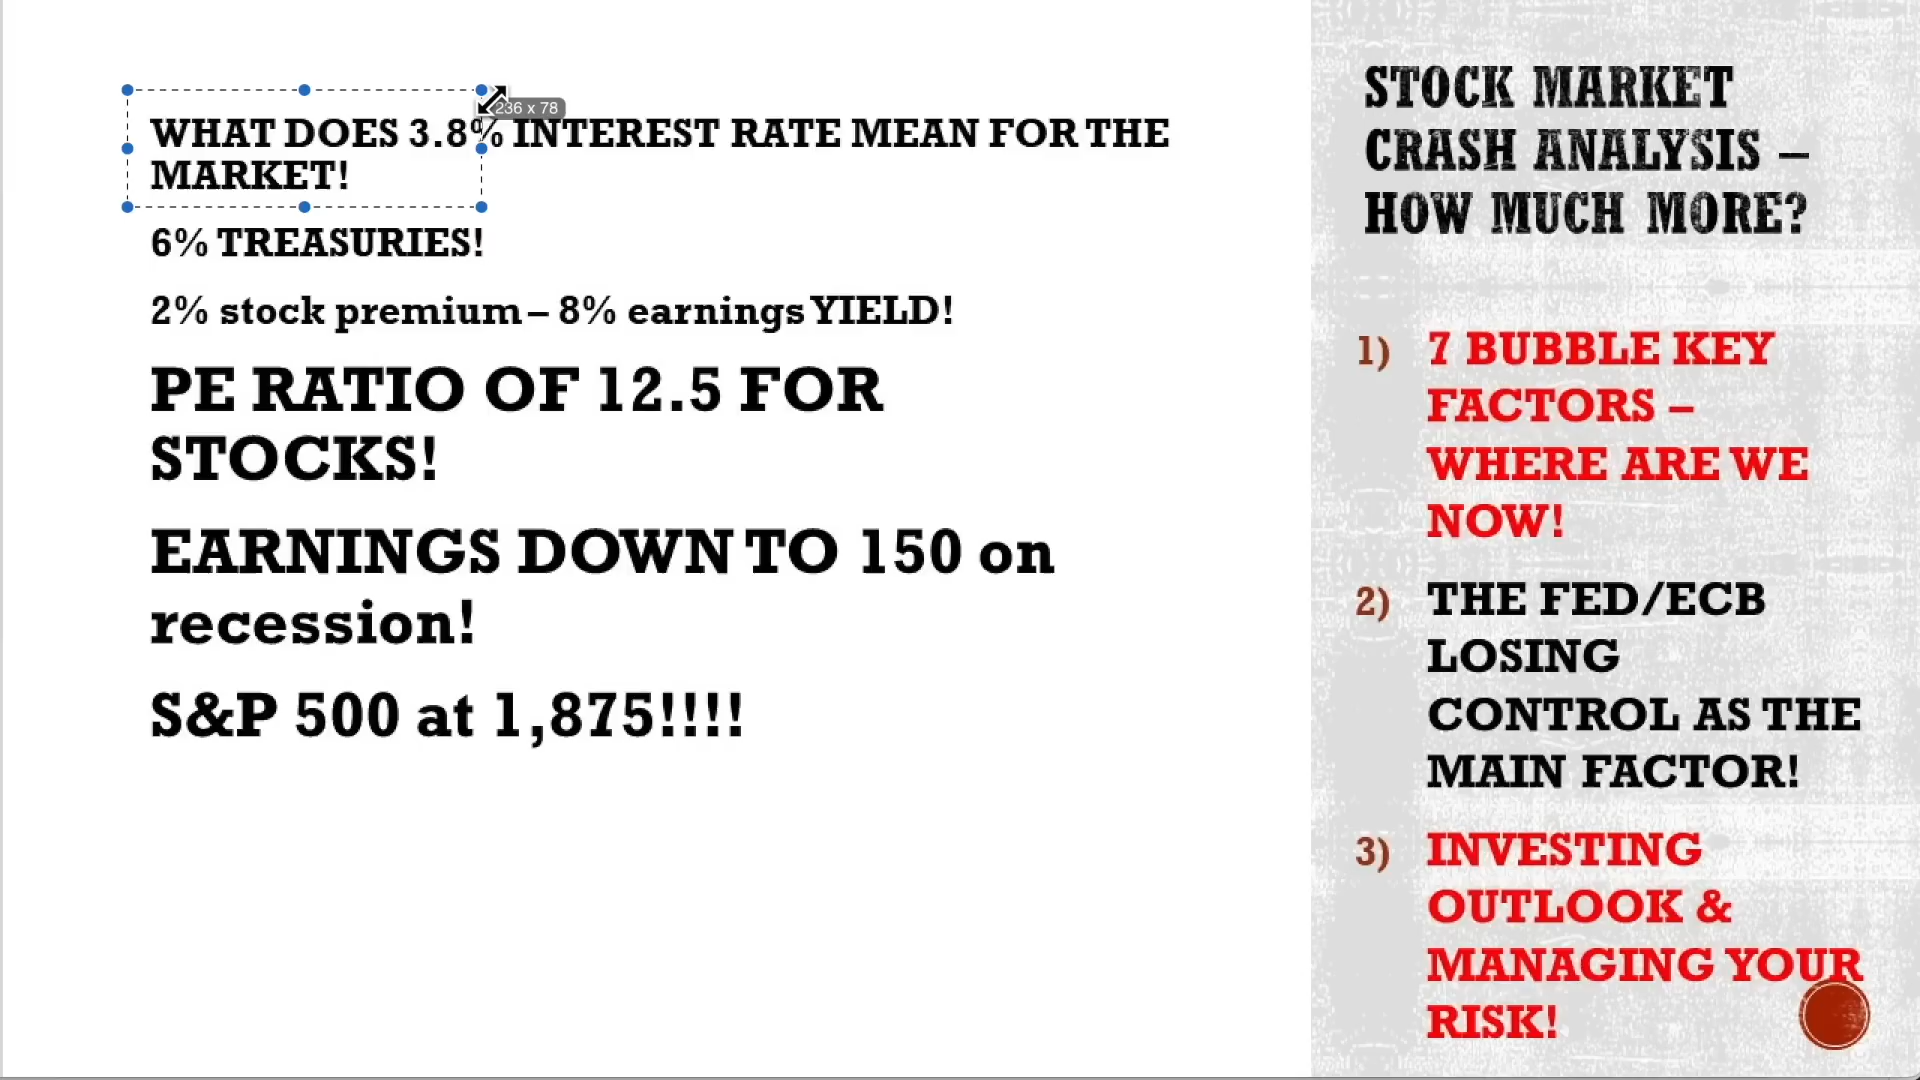 WHAT DOES 3.8% INTEREST RATE MEAN FOR THE
MARKET!
6% TREASURIES!
2% stock premium – 8% earnings YIELD!
PE RATIO OF 12.5 FOR
STOCKS!
EARNINGS DOWN TO 150 on
recession!
S&P 500 at 1,875!!!!
236 x 78
STOCK MARKET
CRASH ANALYSIS –
HOW MUCH MORE?
1) 7 BUBBLE KEY
FACTORS –
WHERE ARE WE
NOW!
2) THE FED/ECB
LOSING
CONTROL AS THE
MAIN FACTOR!
3) INVESTING
OUTLOOK &
MANAGING YOUR
RISK!